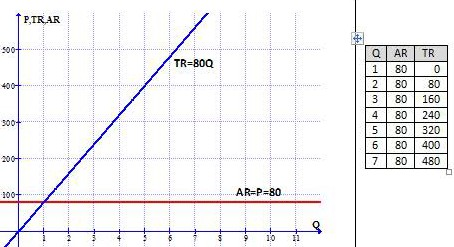 P,TR,AR
500
400
300
200
100
TR=80Q
AR=P=80
Q
1 2 3 4 5 6 7 8 9 10 11
Q AR TR
1 80 0
2 80 80
3 80 160
4 80 240
5 80 320
6 80 400
7 80 480